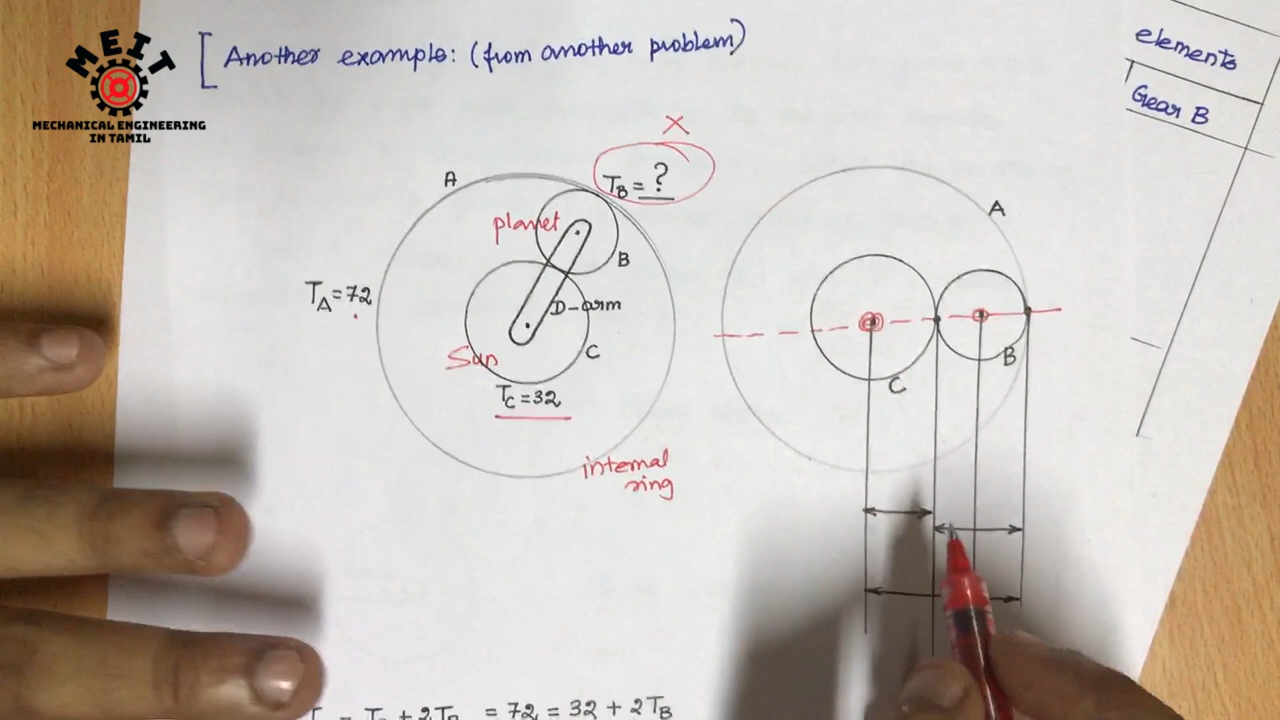 MEIT
MECHANICAL ENGINEERING
IN TAMIL
[ Another example: (from another problem)
elements
Gear B
X
A
TB = ?
planet
B
TA = 72
D-arm
Sun
C
TC = 32
internal
ring
A
B
C
+ 2TB = 72 = 32 + 2TB